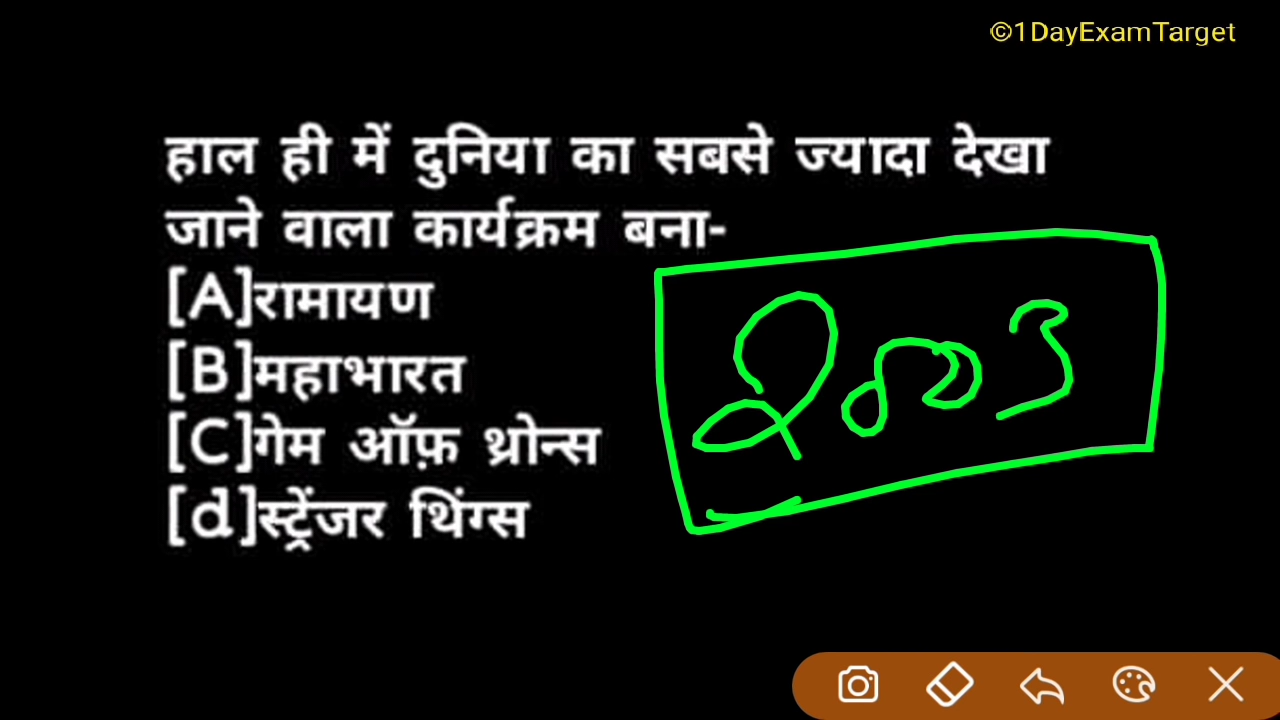 ©1DayExamTarget
हाल ही में दुनिया का सबसे ज्यादा देखा
जाने वाला कार्यक्रम बना-
[A]रामायण
[B]महाभारत
[C]गेम ऑफ़ थ्रोन्स
[d]स्ट्रेंजर थिंग्स
2003